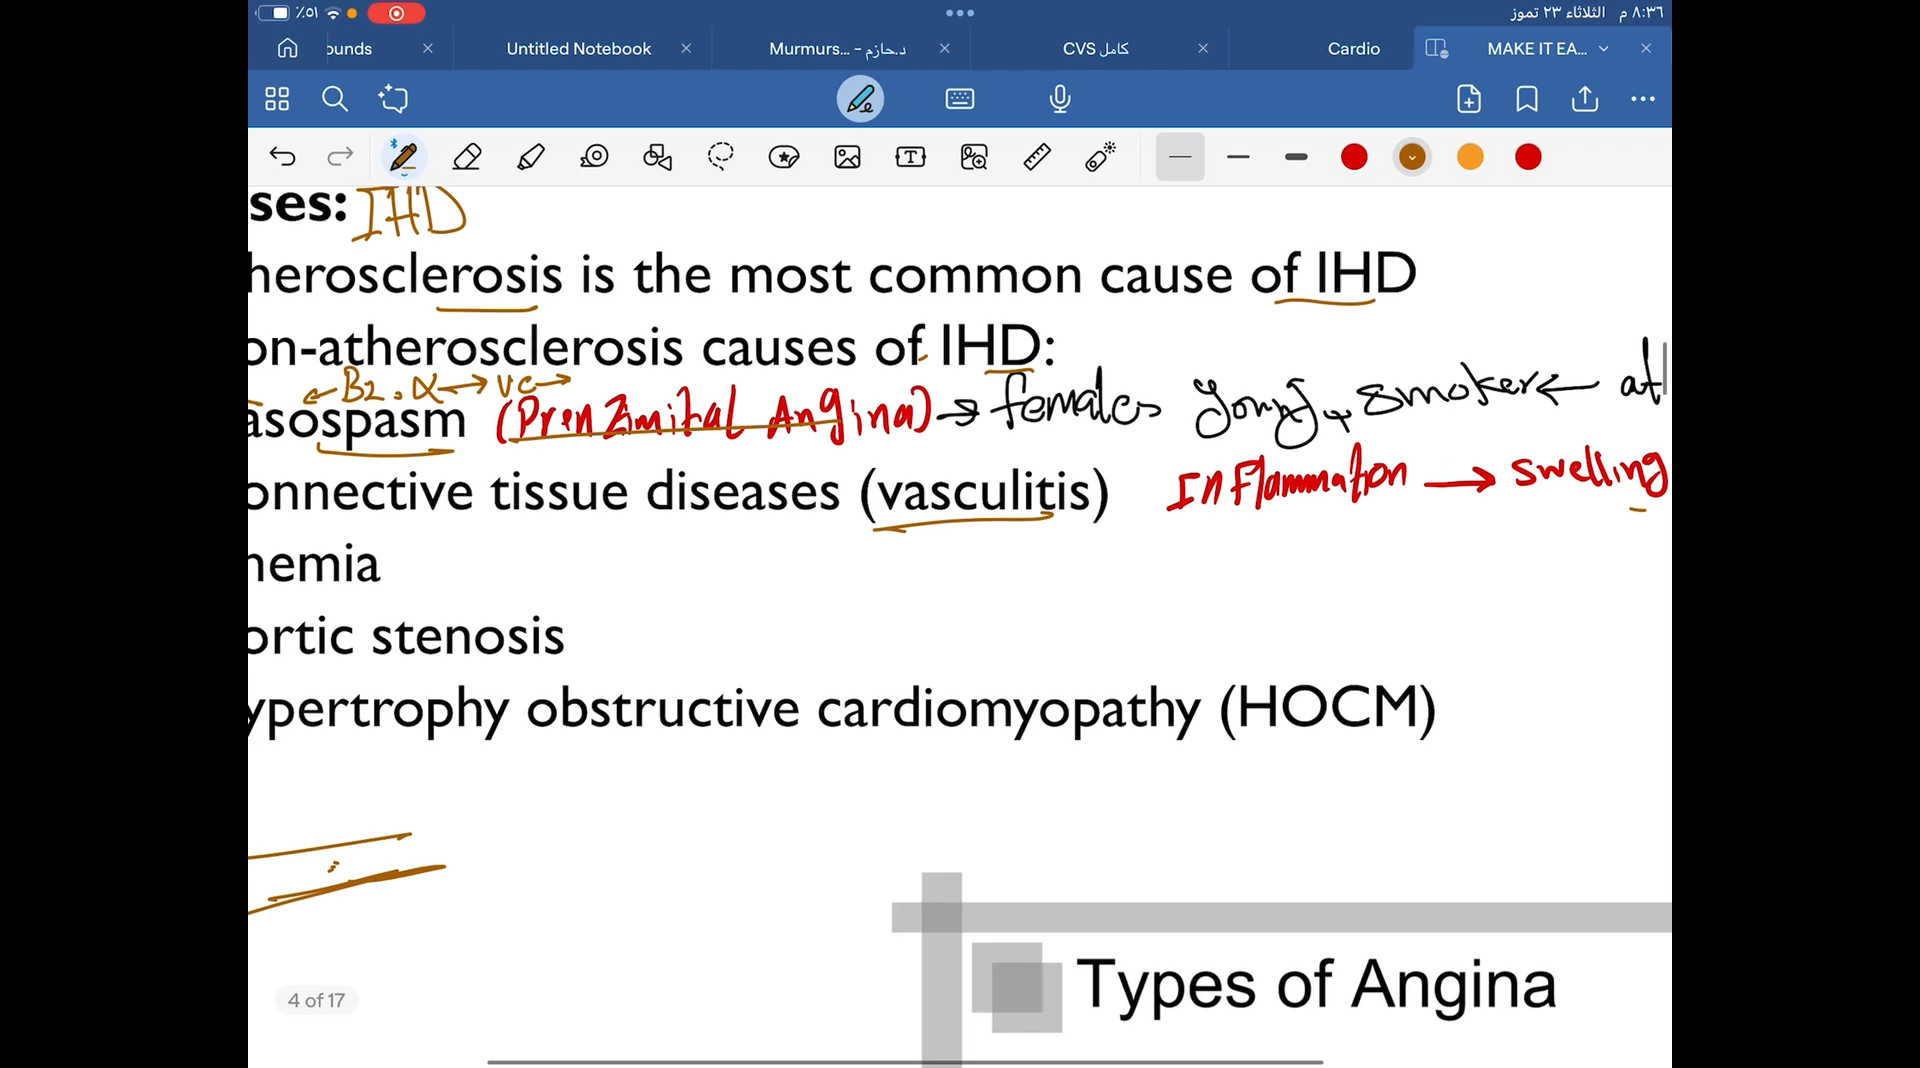 ٪٥١ ٨:٣٦ م الثلاثاء ٢٣ تموز
ounds Untitled Notebook Murmurs... - د.حازم CVS كامل Cardio MAKE IT EA...
ses: IHD
herosclerosis is the most common cause of IHD
on-atherosclerosis causes of IHD:
B2 . α → VC →
asospasm (Prenzimital Angina) → females yong + smoker ← at
onnective tissue diseases (vasculitis) Inflammation → swelling
nemia
ortic stenosis
ypertrophy obstructive cardiomyopathy (HOCM)
4 of 17
Types of Angina